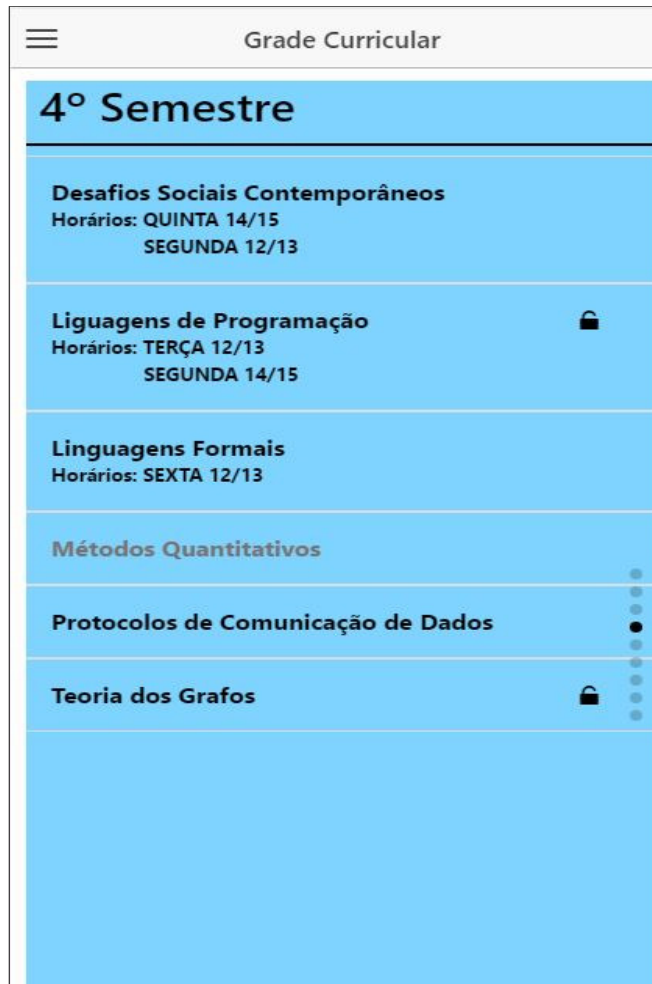 Grade Curricular
4º Semestre
Desafios Sociais Contemporâneos
Horários: QUINTA 14/15
SEGUNDA 12/13
Liguagens de Programação
Horários: TERÇA 12/13
SEGUNDA 14/15
Linguagens Formais
Horários: SEXTA 12/13
Métodos Quantitativos
Protocolos de Comunicação de Dados
Teoria dos Grafos